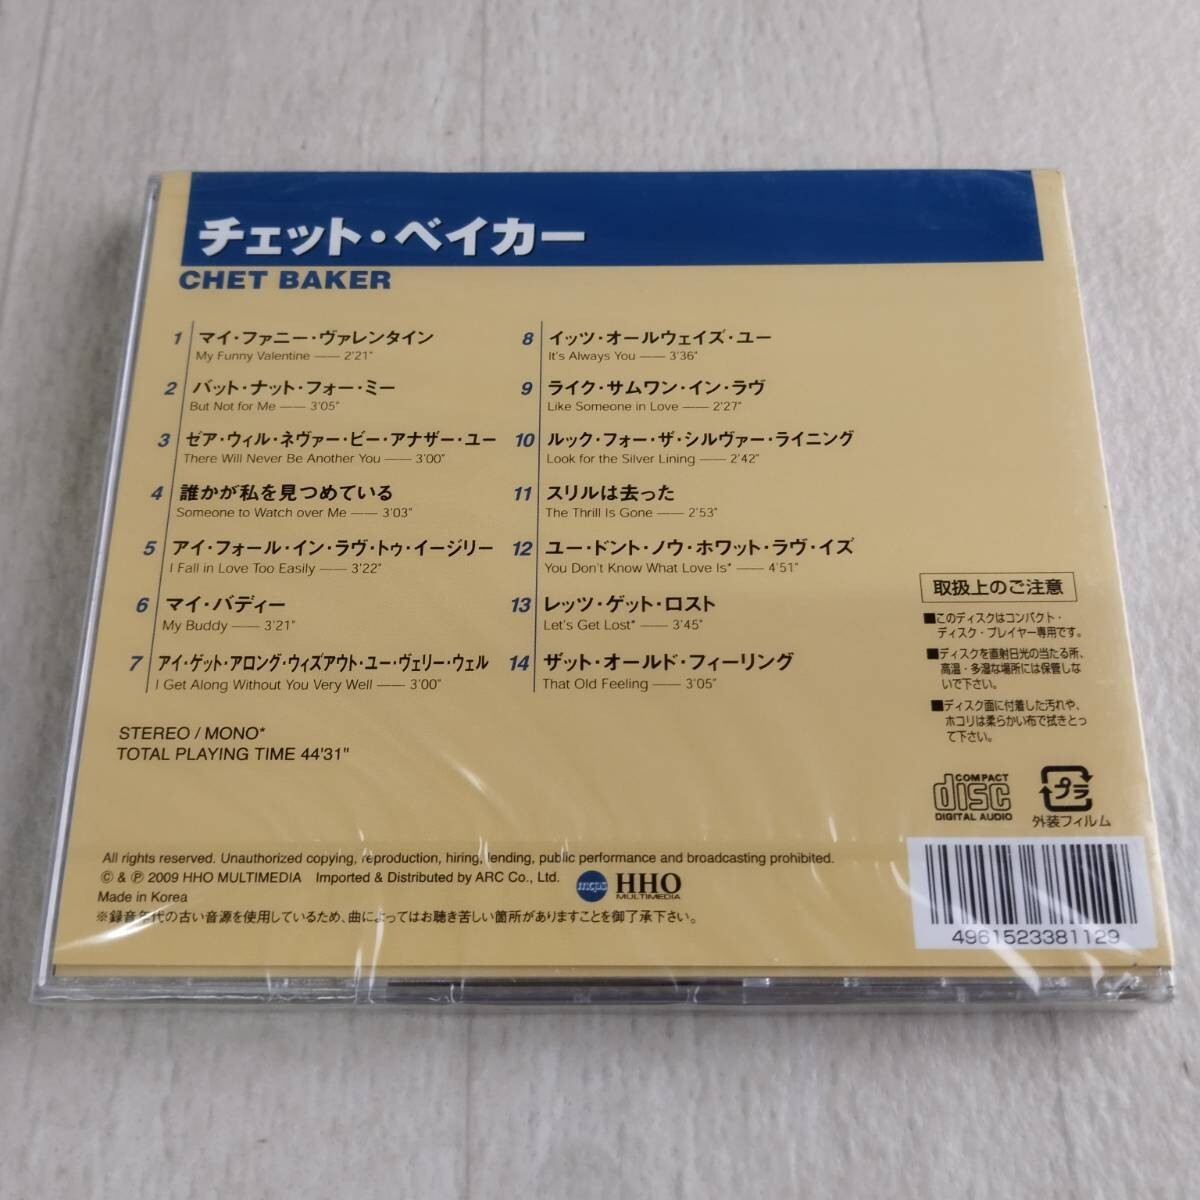 チェット・ベイカー
CHET BAKER
1 マイ・ファニー・ヴァレンタイン
My Funny Valentine —— 2'21"
2 バット・ナット・フォー・ミー
But Not for Me —— 3'05"
3 ゼア・ウィル・ネヴァー・ビー・アナザー・ユー
There Will Never Be Another You —— 3'00"
4 誰かが私を見つめている
Someone to Watch over Me —— 3'03"
5 アイ・フォール・イン・ラヴ・トゥ・イージリー
I Fall in Love Too Easily —— 3'22"
6 マイ・バディー
My Buddy —— 3'21"
7 アイ・ゲット・アロング・ウィズアウト・ユー・ヴェリー・ウェル
I Get Along Without You Very Well —— 3'00"
8 イッツ・オールウェイズ・ユー
It's Always You —— 3'36"
9 ライク・サムワン・イン・ラヴ
Like Someone in Love —— 2'27"
10 ルック・フォー・ザ・シルヴァー・ライニング
Look for the Silver Lining —— 2'42"
11 スリルは去った
The Thrill Is Gone —— 2'53"
12 ユー・ドント・ノウ・ホワット・ラヴ・イズ
You Don't Know What Love Is* —— 4'51"
13 レッツ・ゲット・ロスト
Let's Get Lost* —— 3'45"
14 ザット・オールド・フィーリング
That Old Feeling —— 3'05"
STEREO / MONO*
TOTAL PLAYING TIME 44'31"
取扱上のご注意
■このディスクはコンパクト・
ディスク・プレイヤー専用です。
■ディスクを直射日光の当たる所、
高温・多湿な場所には保管しな
いで下さい。
■ディスク面に付着した汚れや、
ホコリは柔らかい布で拭きとっ
て下さい。
COMPACT
disc
DIGITAL AUDIO
プラ
外装フィルム
All rights reserved. Unauthorized copying, reproduction, hiring, lending, public performance and broadcasting prohibited.
© & ℗ 2009 HHO MULTIMEDIA Imported & Distributed by ARC Co., Ltd.
mcps
HHO
MULTIMEDIA
Made in Korea
※録音年代の古い音源を使用しているため、曲によってはお聴き苦しい箇所がありますことを御了承下さい。
4961523381129